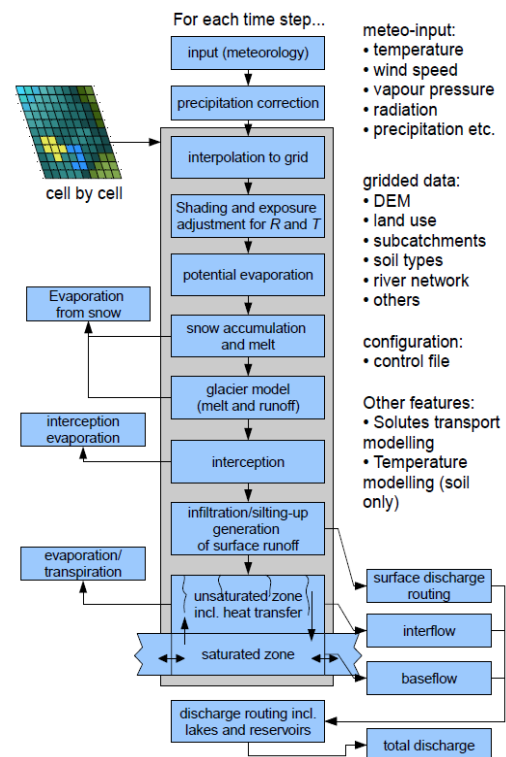 For each time step...
input (meteorology)
precipitation correction
cell by cell
interpolation to grid
Shading and exposure
adjustment for R and T
potential evaporation
Evaporation
from snow
snow accumulation
and melt
glacier model
(melt and runoff)
interception
evaporation
interception
infiltration/silting-up
generation
of surface runoff
evaporation/
transpiration
unsaturated zone
incl. heat transfer
saturated zone
surface discharge
routing
interflow
baseflow
discharge routing incl.
lakes and reservoirs
total discharge
meteo-input:
• temperature
• wind speed
• vapour pressure
• radiation
• precipitation etc.
gridded data:
• DEM
• land use
• subcatchments
• soil types
• river network
• others
configuration:
• control file
Other features:
• Solutes transport
modelling
• Temperature
modelling (soil
only)